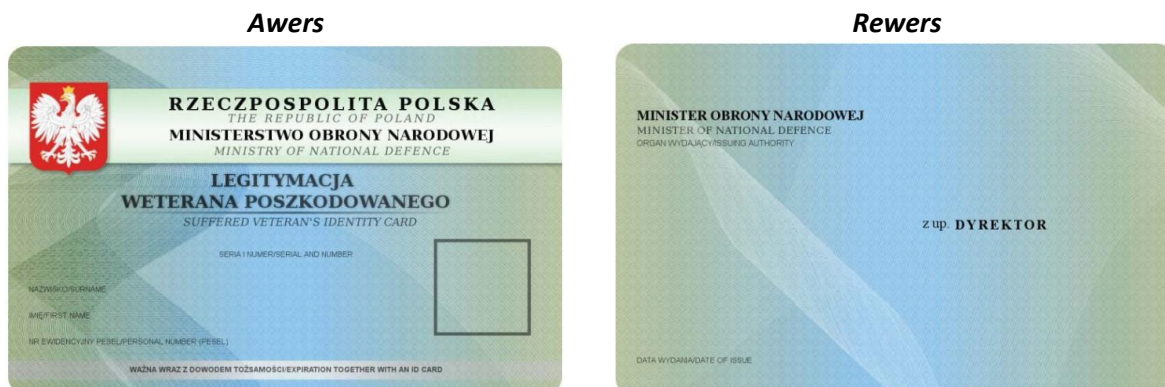 Awers
RZECZPOSPOLITA POLSKA
THE REPUBLIC OF POLAND
MINISTERSTWO OBRONY NARODOWEJ
MINISTRY OF NATIONAL DEFENCE
LEGITYMACJA
WETERANA POSZKODOWANEGO
SUFFERED VETERAN'S IDENTITY CARD
SERIA I NUMER/SERIAL AND NUMBER
NAZWISKO/SURNAME
IMIĘ/FIRST NAME
NR EWIDENCYJNY PESEL/PERSONAL NUMBER (PESEL)
WAŻNA WRAZ Z DOWODEM TOŻSAMOŚCI/EXPIRATION TOGETHER WITH AN ID CARD
Rewers
MINISTER OBRONY NARODOWEJ
MINISTER OF NATIONAL DEFENCE
ORGAN WYDAJĄCY/ISSUING AUTHORITY
z up. DYREKTOR
DATA WYDANIA/DATE OF ISSUE